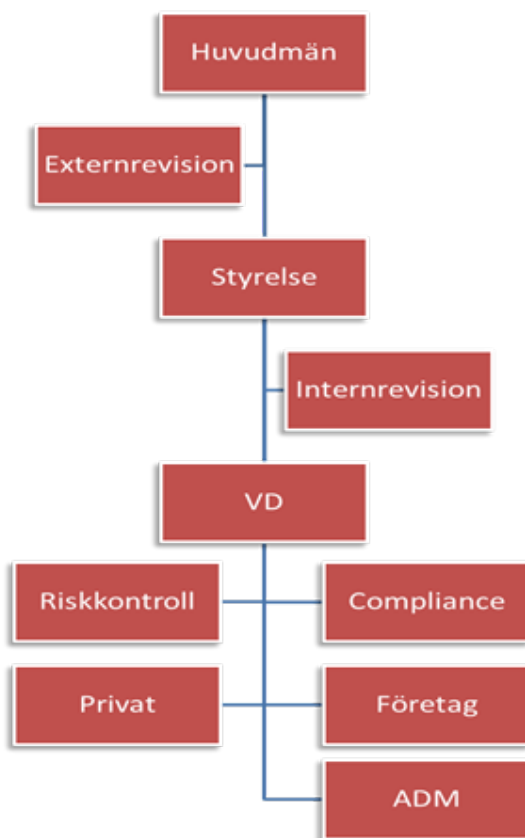 Huvudmän
Externrevision
Styrelse
Internrevision
VD
Riskkontroll
Compliance
Privat
Företag
ADM